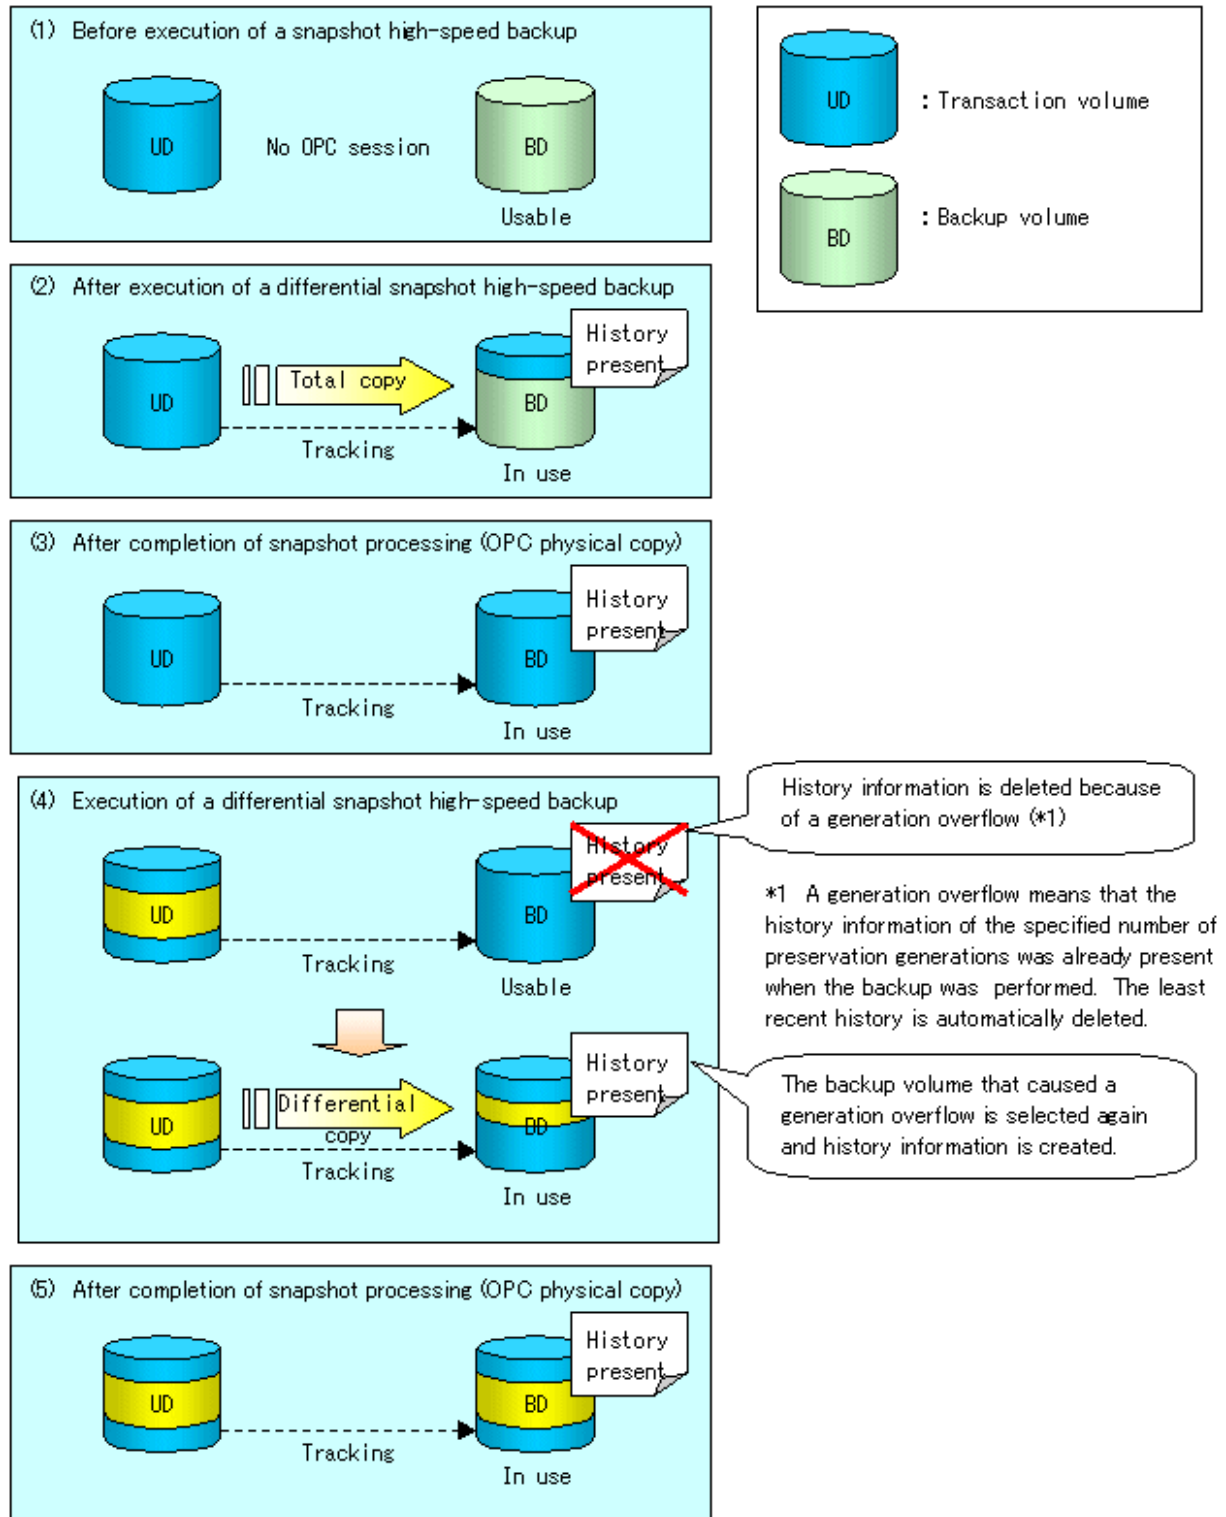 (1) Before execution of a snapshot high-speed backup
UD
No OPC session
BD
Usable
UD
: Transaction volume
BD
: Backup volume
(2) After execution of a differential snapshot high-speed backup
History
present
UD
Total copy
BD
Tracking
In use
(3) After completion of snapshot processing (OPC physical copy)
History
present
UD
BD
Tracking
In use
(4) Execution of a differential snapshot high-speed backup
History
present
UD
BD
Tracking
Usable
History information is deleted because
of a generation overflow (*1)
*1 A generation overflow means that the
history information of the specified number of
preservation generations was already present
when the backup was performed. The least
recent history is automatically deleted.
History
present
UD
Differential
copy
BD
Tracking
In use
The backup volume that caused a
generation overflow is selected again
and history information is created.
(5) After completion of snapshot processing (OPC physical copy)
History
present
UD
BD
Tracking
In use